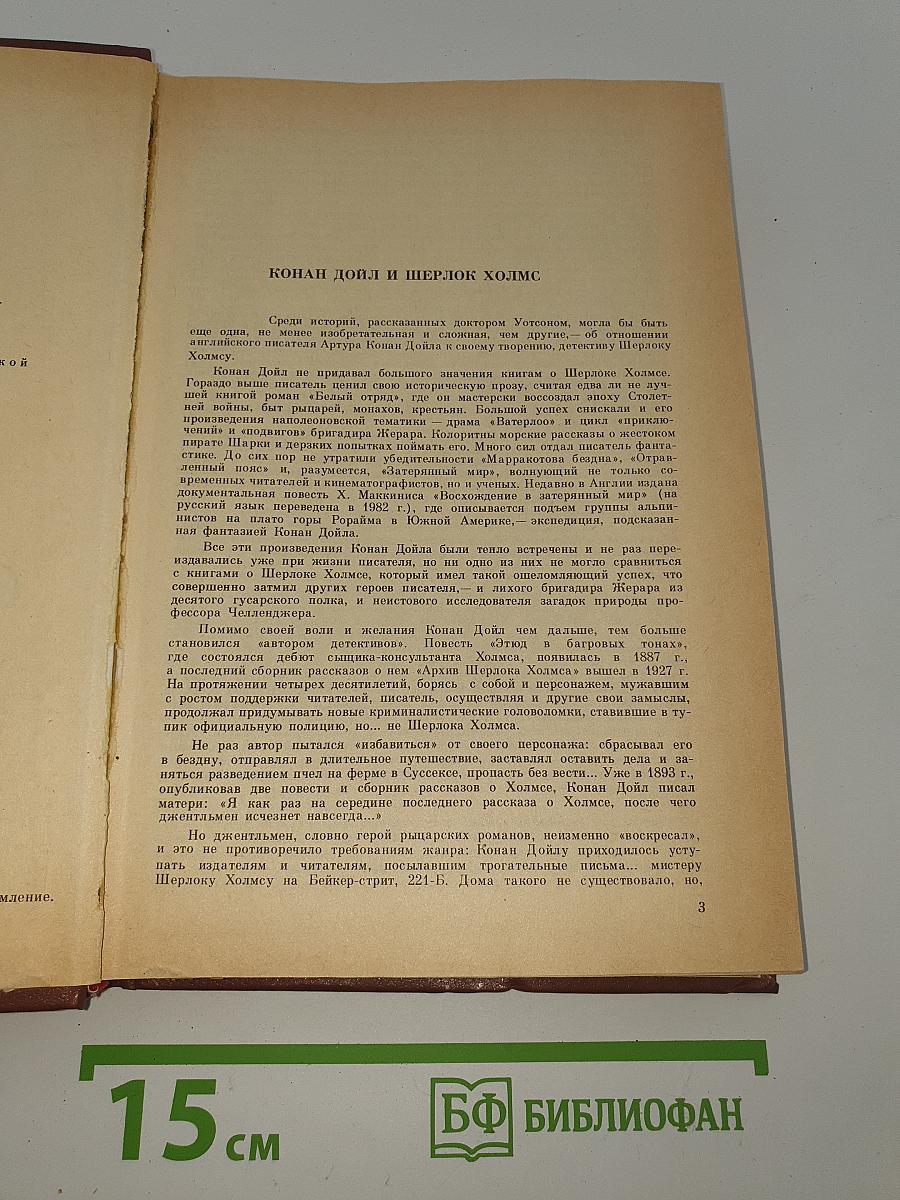 кой
мление.
КОНАН ДОЙЛ И ШЕРЛОК ХОЛМС
Среди историй, рассказанных доктором Уотсоном, могла бы быть
еще одна, не менее изобретательная и сложная, чем другие,— об отношении
английского писателя Артура Конан Дойла к своему творению, детективу Шерлоку
Холмсу.
Конан Дойл не придавал большого значения книгам о Шерлоке Холмсе.
Гораздо выше писатель ценил свою историческую прозу, считая едва ли не луч-
шей книгой роман «Белый отряд», где он мастерски воссоздал эпоху Столет-
ней войны, быт рыцарей, монахов, крестьян. Большой успех снискали и его
произведения наполеоновской тематики — драма «Ватерлоо» и цикл «приклю-
чений» и «подвигов» бригадира Жерара. Колоритны морские рассказы о жестоком
пирате Шарки и дерзких попытках поймать его. Много сил отдал писатель фанта-
стике. До сих пор не утратили убедительности «Марракотова бездна», «Отрав-
ленный пояс» и, разумеется, «Затерянный мир», волнующий не только со-
временных читателей и кинематографистов, но и ученых. Недавно в Англии издана
документальная повесть Х. Маккиниса «Восхождение в затерянный мир» (на
русский язык переведена в 1982 г.), где описывается подъем группы альпи-
нистов на плато горы Рорайма в Южной Америке,— экспедиция, подсказан-
ная фантазией Конан Дойла.
Все эти произведения Конан Дойла были тепло встречены и не раз пере-
издавались уже при жизни писателя, но ни одно из них не могло сравниться
с книгами о Шерлоке Холмсе, который имел такой ошеломляющий успех, что
совершенно затмил других героев писателя,— и лихого бригадира Жерара из
десятого гусарского полка, и неистового исследователя загадок природы про-
фессора Челленджера.
Помимо своей воли и желания Конан Дойл чем дальше, тем больше
становился «автором детективов». Повесть «Этюд в багровых тонах»,
где состоялся дебют сыщика-консультанта Холмса, появилась в 1887 г.,
а последний сборник рассказов о нем «Архив Шерлока Холмса» вышел в 1927 г.
На протяжении четырех десятилетий, борясь с собой и персонажем, мужавшим
с ростом поддержки читателей, писатель, осуществляя и другие свои замыслы,
продолжал придумывать новые криминалистические головоломки, ставившие в ту-
пик официальную полицию, но... не Шерлока Холмса.
Не раз автор пытался «избавиться» от своего персонажа: сбрасывал его
в бездну, отправлял в длительное путешествие, заставлял оставить дела и за-
няться разведением пчел на ферме в Суссексе, пропасть без вести... Уже в 1893 г.,
опубликовав две повести и сборник рассказов о Холмсе, Конан Дойл писал
матери: «Я как раз на середине последнего рассказа о Холмсе, после чего
джентльмен исчезнет навсегда...»
Но джентльмен, словно герой рыцарских романов, неизменно «воскресал»,
и это не противоречило требованиям жанра: Конан Дойлу приходилось усту-
пать издателям и читателям, посылавшим трогательные письма... мистеру
Шерлоку Холмсу на Бейкер-стрит, 221-Б. Дома такого не существовало, но,
3
15 см
БФ БИБЛИОФАН